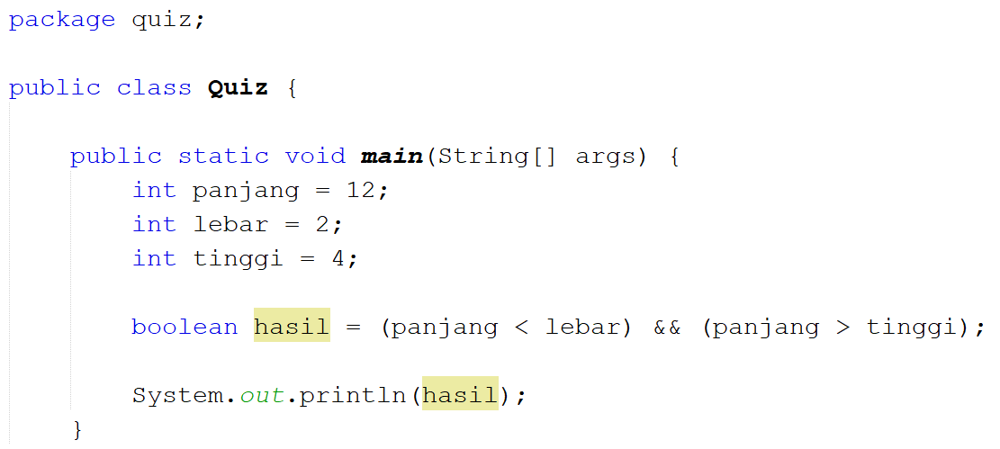 package quiz;
public class Quiz {
public static void main(String[] args) {
int panjang = 12;
int lebar = 2;
int tinggi = 4;
boolean hasil = (panjang < lebar) && (panjang > tinggi);
System.out.println(hasil);
}